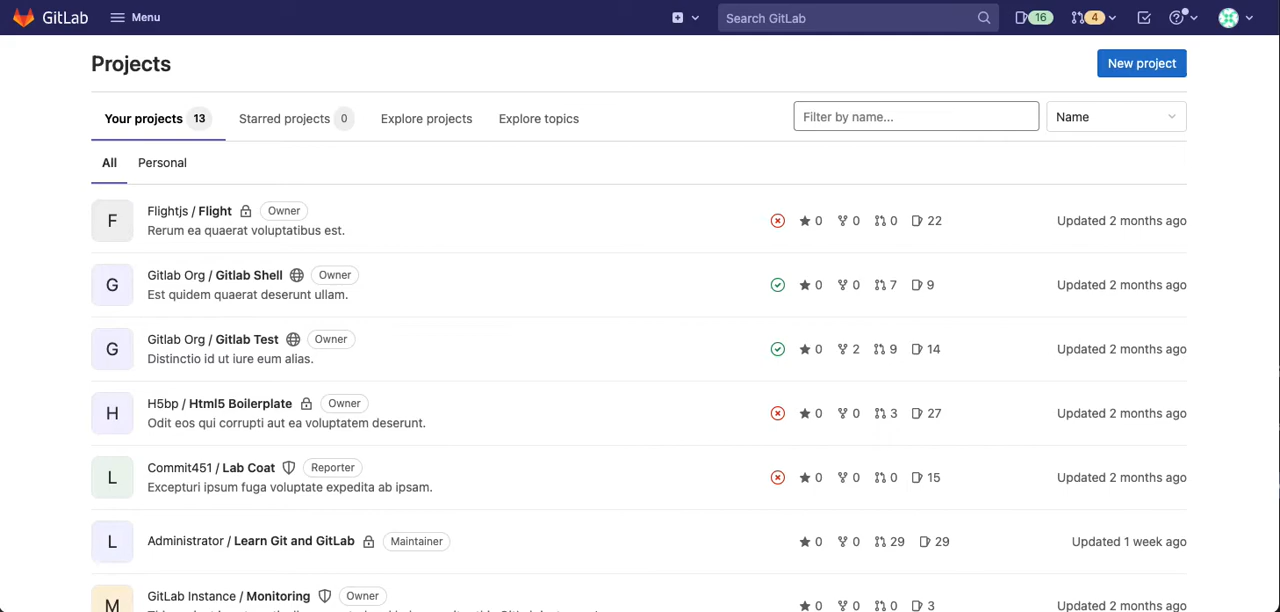 GitLab Menu Search GitLab 16 4
Projects New project
Your projects 13 Starred projects 0 Explore projects Explore topics Filter by name... Name
All Personal
F Flightjs / Flight Owner 0 0 0 22 Updated 2 months ago
Rerum ea quaerat voluptatibus est.
G Gitlab Org / Gitlab Shell Owner 0 0 7 9 Updated 2 months ago
Est quidem quaerat deserunt ullam.
G Gitlab Org / Gitlab Test Owner 0 2 9 14 Updated 2 months ago
Distinctio id ut iure eum alias.
H H5bp / Html5 Boilerplate Owner 0 0 3 27 Updated 2 months ago
Odit eos qui corrupti aut ea voluptatem deserunt.
L Commit451 / Lab Coat Reporter 0 0 0 15 Updated 2 months ago
Excepturi ipsum fuga voluptate expedita ab ipsam.
L Administrator / Learn Git and GitLab Maintainer 0 0 29 29 Updated 1 week ago
M GitLab Instance / Monitoring Owner 0 0 0 3 Updated 2 months ago